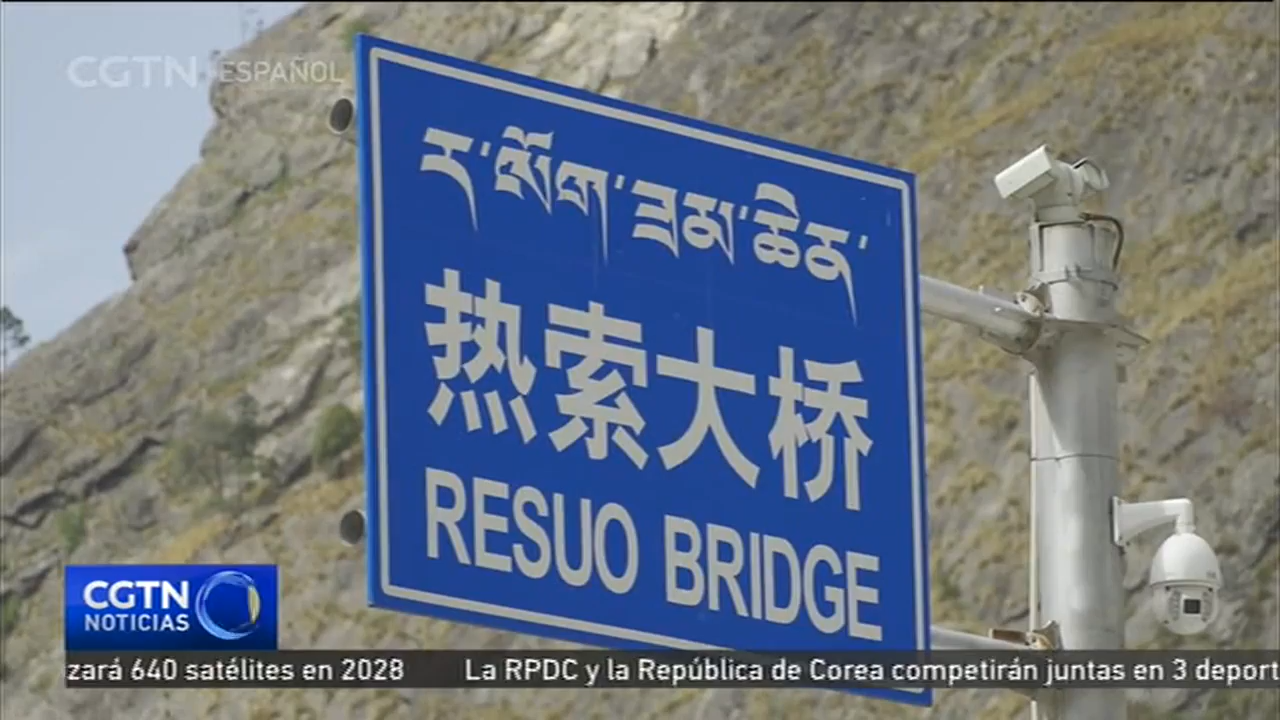 CGTN ESPAÑOL
ར་ལོག་ཟམ་ཆེན་
热索大桥
RESUO BRIDGE
CGTN
NOTICIAS
zará 640 satélites en 2028 La RPDC y la República de Corea competirán juntas en 3 deport